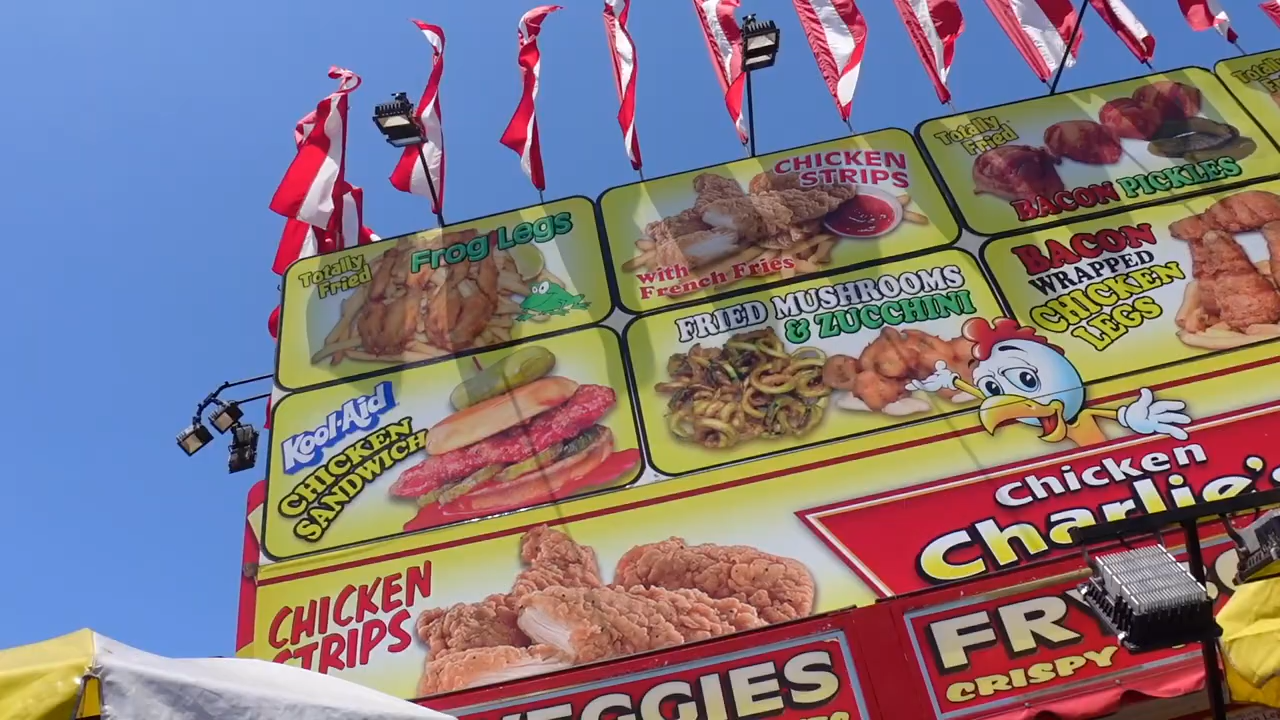 Totally
Fried
Frog Legs
CHICKEN
STRIPS
with
French Fries
Totally
Fried
BACON PICKLES
Totally
Kool-Aid
CHICKEN
SANDWICH
FRIED MUSHROOMS
& ZUCCHINI
BACON
WRAPPED
CHICKEN
LEGS
CHICKEN
STRIPS
Chicken
Charlie's
VEGGIES
CRISPY